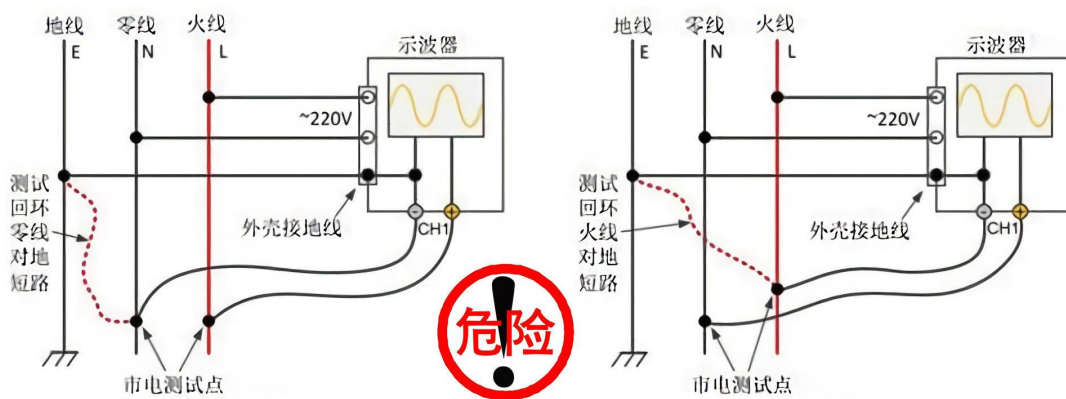 地线 零线 火线
E N L
示波器
~220V
测试
回环
零线
对地
短路
外壳接地线
- +
CH1
市电测试点
危险
地线 零线 火线
E N L
示波器
~220V
测试
回环
火线
对地
短路
外壳接地线
- +
CH1
市电测试点